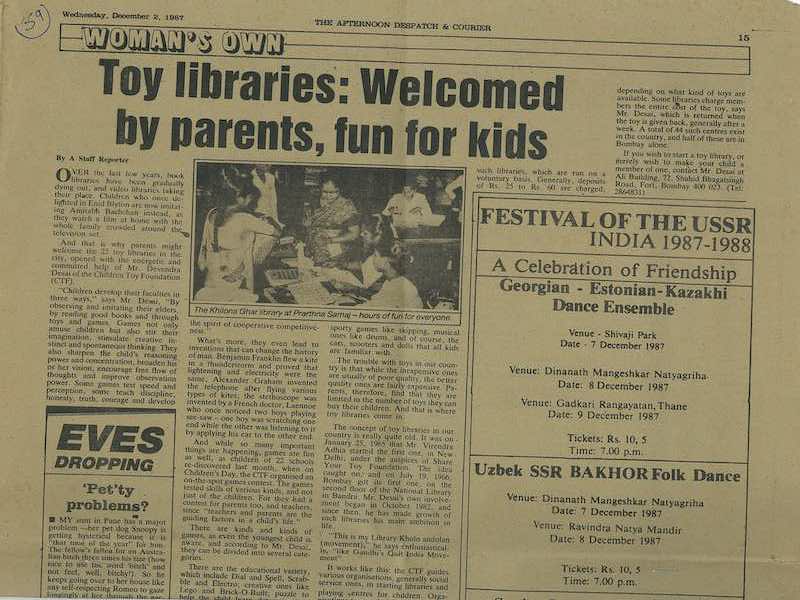 39
Wednesday, December 2, 1987
THE AFTERNOON DESPATCH & COURIER
15
WOMAN'S OWN
Toy libraries: Welcomed
by parents, fun for kids
By A Staff Reporter
OVER the last few years, book
libraries have been gradually
dying out, and video libraries taking
their place. Children who once de-
lighted in Enid Blyton are now imitat-
ing Amitabh Bachchan instead, as
they watch a film at home with the
whole family crowded around the
television set.
And that is why parents might
welcome the 22 toy libraries in the
city, opened with the energetic and
committed help of Mr. Devendra
Desai of the Children Toy Foundation
(CTF).
"Children develop their faculties in
three ways," says Mr. Desai, "By
observing and imitating their elders,
by reading good books and through
toys and games. Games not only
amuse children but also stir their
imagination, stimulate creative in-
stinct and spontaneous thinking. They
also sharpen the child's reasoning
power and concentration, broaden his
or her vision, encourage free flow of
thoughts and improve observation
power. Some games test speed and
perception, some teach discipline,
honesty, truth, courage and develop
EVES
DROPPING
'Pet'ty
problems?
MY aunt in Pune has a major
problem —her pet dog Snoopy is
getting hysterical because it is
"that time of the year" for him.
The fellow's fallen for an Austra-
lian bitch three times his size (how
nice to use the word 'bitch' and
not feel, well, bitchy!). So he
keeps going over to her house like
any self-respecting Romeo to gaze
longingly at her through the
The Khilona Ghar library at Prarthna Samaj – hours of fun for everyone.
the spirit of cooperative competitive-
ness."
What's more, they even lead to
inventions that can change the history
of man. Benjamin Franklin flew a kite
in a thunderstorm and proved that
lightening and electricity were the
same, Alexander Graham invented
the telephone after flying various
types of kites; the stethoscope was
invented by a French doctor, Laennoe
who once noticed two boys playing
see-saw – one boy was scratching one
end while the other was listening to it
by applying his ear to the other end.
And while so many important
things are happening, games are fun
as well, as children of 22 schools
re-discovered last month, when on
Children's Day, the CTF organised an
on-the-spot games contest. The games
tested skills of various kinds, and not
just of the children. For they had a
contest for parents too, and teachers,
since "teachers and parents are the
guiding factors in a child's life."
There are kinds and kinds of
games, as even the youngest child is
aware, and according to Mr. Desai,
they can be divided into several cate-
gories.
There are the educational variety,
which include Dial and Spell, Scrab-
ble and Electro; creative ones like
Lego and Brick-O-Built; puzzle to
sporty games like skipping, musical
ones like drums, and of course, the
cars, scooters and dolls that all kids
are familiar with.
The trouble with toys in our coun-
try is that while the inexpensive ones
are usually of poor quality, the better
quality ones are fairly expensive. Pa-
rents, therefore, find that they are
limited in the number of toys they can
buy their children. And that is where
toy libraries come in.
The concept of toy libraries in our
country is really quite old. It was on
January 25, 1965 that Mr. Virendra
Adhia started the first one, in New
Delhi, under the auspices of Share
Your Toy Foundation. The idea
caught on, and on July 19, 1966,
Bombay got its first one, on the
second floor of the National Library
in Bandra. Mr. Desai's own involve-
ment began in October 1982, and
since then, he has made growth of
such libraries his main ambition in
life.
"This is my Library Kholo andolan
(movement)," he says enthusiastical-
ly, "like Gandhi's Quit India Move-
ment"
It works like this: the CTF guides
various organisations, generally social
service ones, in starting libraries and
playing centres for children.
such libraries, which are run on a
voluntary basis. Generally, deposits
of Rs. 25 to Rs. 60 are charged,
depending on what kind of toys are
available. Some libraries charge mem-
bers the entire cost of the toy, says
Mr. Desai, which is returned when
the toy is given back, generally after a
week. A total of 44 such centres exist
in the country, and half of these are in
Bombay alone.
If you wish to start a toy library, or
merely wish to make your child a
member of one, contact Mr. Desai at
Ali Building, 72, Shahid Bhagatsingh
Road, Fort, Bombay 400 023. (Tel:
2864831)
FESTIVAL OF THE USSR
INDIA 1987-1988
A Celebration of Friendship
Georgian - Estonian-Kazakhi
Dance Ensemble
Venue - Shivaji Park
Date - 7 December 1987
Venue: Dinanath Mangeshkar Natyagriha
Date: 8 December 1987
Venue: Gadkari Rangayatan, Thane
Date: 9 December 1987
Tickets: Rs. 10, 5
Time: 7.00 p.m.
Uzbek SSR BAKHOR Folk Dance
Venue: Dinanath Mangeshkar Natyagriha
Date: 7 December 1987
Venue: Ravindra Natya Mandir
Date: 8 December 1987
Tickets: Rs. 10, 5
Time: 7.00 p.m.